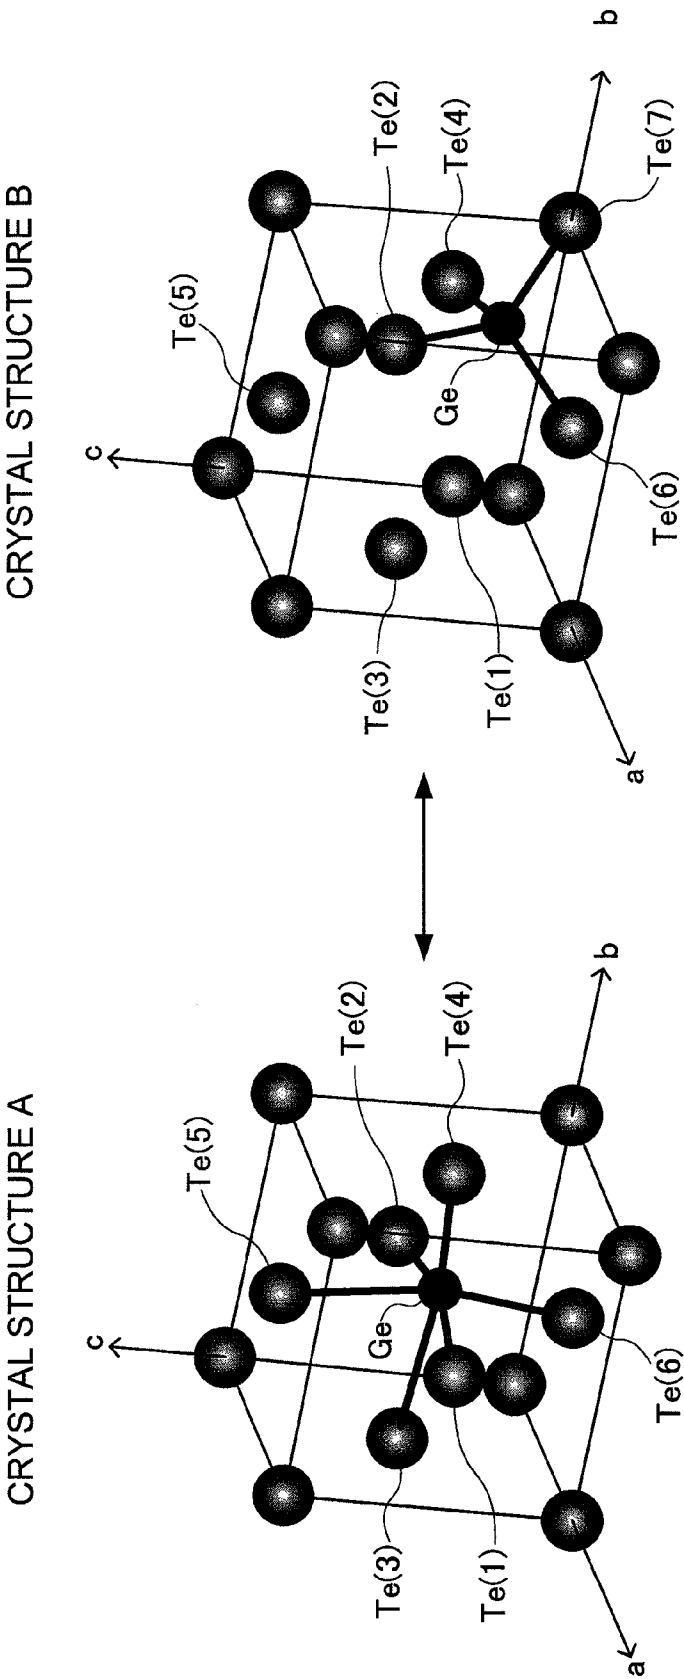 CRYSTAL STRUCTURE A
c
Te(5)
Te(2)
Te(4)
Ge
Te(3)
Te(1)
Te(6)
a
b
CRYSTAL STRUCTURE B
c
Te(5)
Te(2)
Te(4)
Ge
Te(3)
Te(1)
Te(6)
Te(7)
a
b